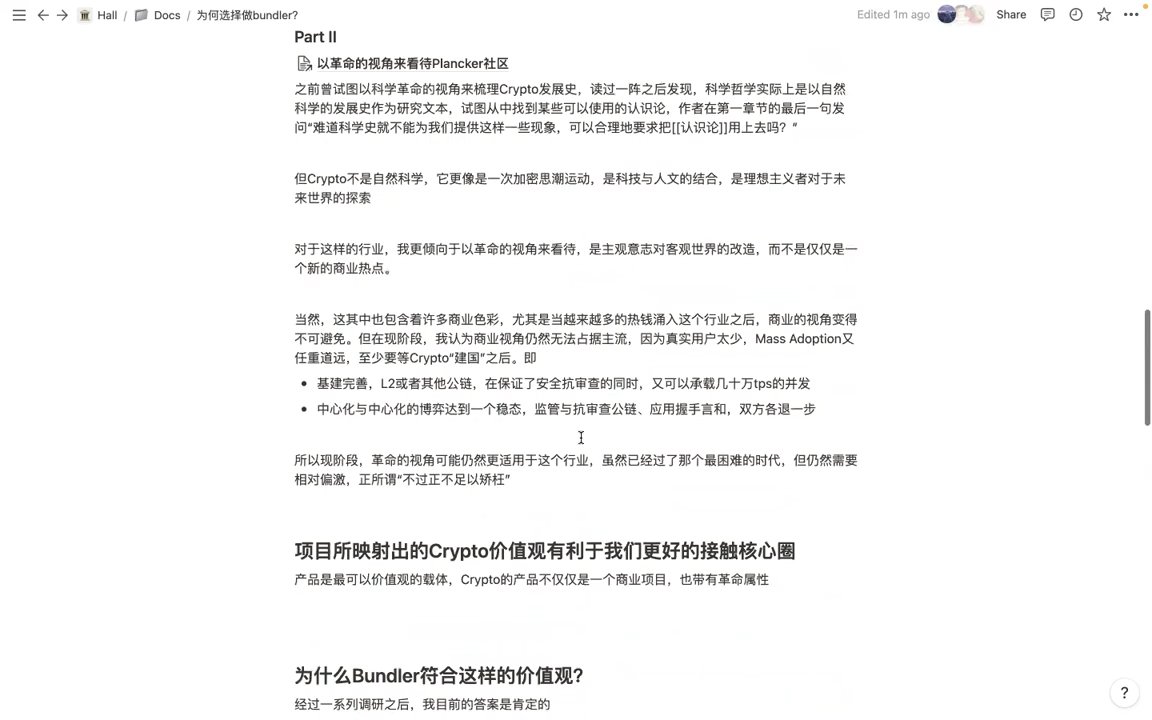 Hall / Docs / 为何选择做bundler?
Edited 1m ago
Share
Part II
以革命的视角来看待Plancker社区
之前曾试图以科学革命的视角来梳理Crypto发展史，读过一阵之后发现，科学哲学实际上是以自然
科学的发展史作为研究文本，试图从中找到某些可以使用的认识论，作者在第一章节的最后一句发
问“难道科学史就不能为我们提供这样一些现象，可以合理地要求把[[认识论]]用上去吗？“
但Crypto不是自然科学，它更像是一次加密思潮运动，是科技与人文的结合，是理想主义者对于未
来世界的探索
对于这样的行业，我更倾向于以革命的视角来看待，是主观意志对客观世界的改造，而不是仅仅是一
个新的商业热点。
当然，这其中也包含着许多商业色彩，尤其是当越来越多的热钱涌入这个行业之后，商业的视角变得
不可避免。但在现阶段，我认为商业视角仍然无法占据主流，因为真实用户太少，Mass Adoption又
任重道远，至少要等Crypto“建国”之后。即
• 基建完善，L2或者其他公链，在保证了安全抗审查的同时，又可以承载几十万tps的并发
• 中心化与中心化的博弈达到一个稳态，监管与抗审查公链、应用握手言和，双方各退一步
所以现阶段，革命的视角可能仍然更适用于这个行业，虽然已经过了那个最困难的时代，但仍然需要
相对偏激，正所谓“不过正不足以矫枉”
项目所映射出的Crypto价值观有利于我们更好的接触核心圈
产品是最可以价值观的载体，Crypto的产品不仅仅是一个商业项目，也带有革命属性
为什么Bundler符合这样的价值观?
经过一系列调研之后，我目前的答案是肯定的
?